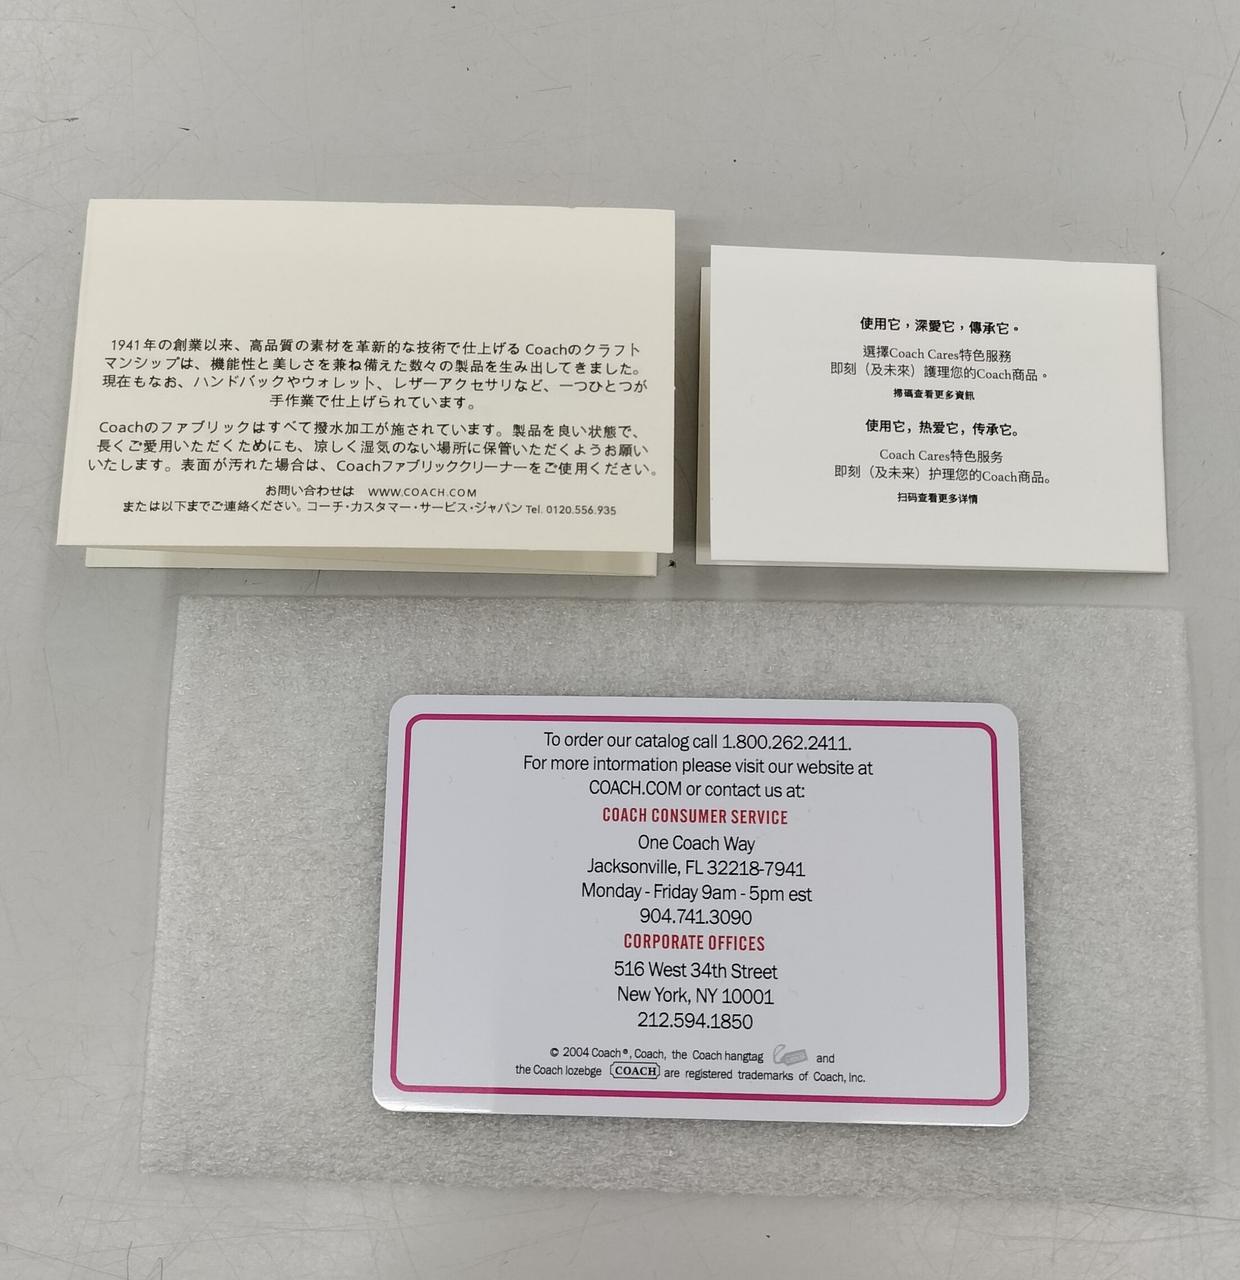 1941年の創業以来、高品質の素材を革新的な技術で仕上げる Coachのクラフト
マンシップは、機能性と美しさを兼ね備えた数々の製品を生み出してきました。
現在もなお、ハンドバックやウォレット、レザーアクセサリなど、一つひとつが
手作業で仕上げられています。
Coachのファブリックはすべて撥水加工が施されています。製品を良い状態で、
長くご愛用いただくためにも、涼しく湿気のない場所に保管いただくようお願い
いたします。表面が汚れた場合は、Coachファブリッククリーナーをご使用ください。
お問い合わせは WWW.COACH.COM
または以下までご連絡ください。コーチ・カスタマー・サービス・ジャパン Tel. 0120.556.935
使用它，深愛它，傳承它。
選擇Coach Cares特色服務
即刻（及未來）護理您的Coach商品。
掃碼查看更多資訊
使用它，热爱它，传承它。
Coach Cares特色服务
即刻（及未来）护理您的Coach商品。
扫码查看更多详情
To order our catalog call 1.800.262.2411.
For more intormation please visit our website at
COACH.COM or contact us at:
COACH CONSUMER SERVICE
One Coach Way
Jacksonville, FL 32218-7941
Monday - Friday 9am - 5pm est
904.741.3090
CORPORATE OFFICES
516 West 34th Street
New York, NY 10001
212.594.1850
© 2004 Coach®, Coach, the Coach hangtag and
the Coach lozebge COACH are registered trademarks of Coach, Inc.